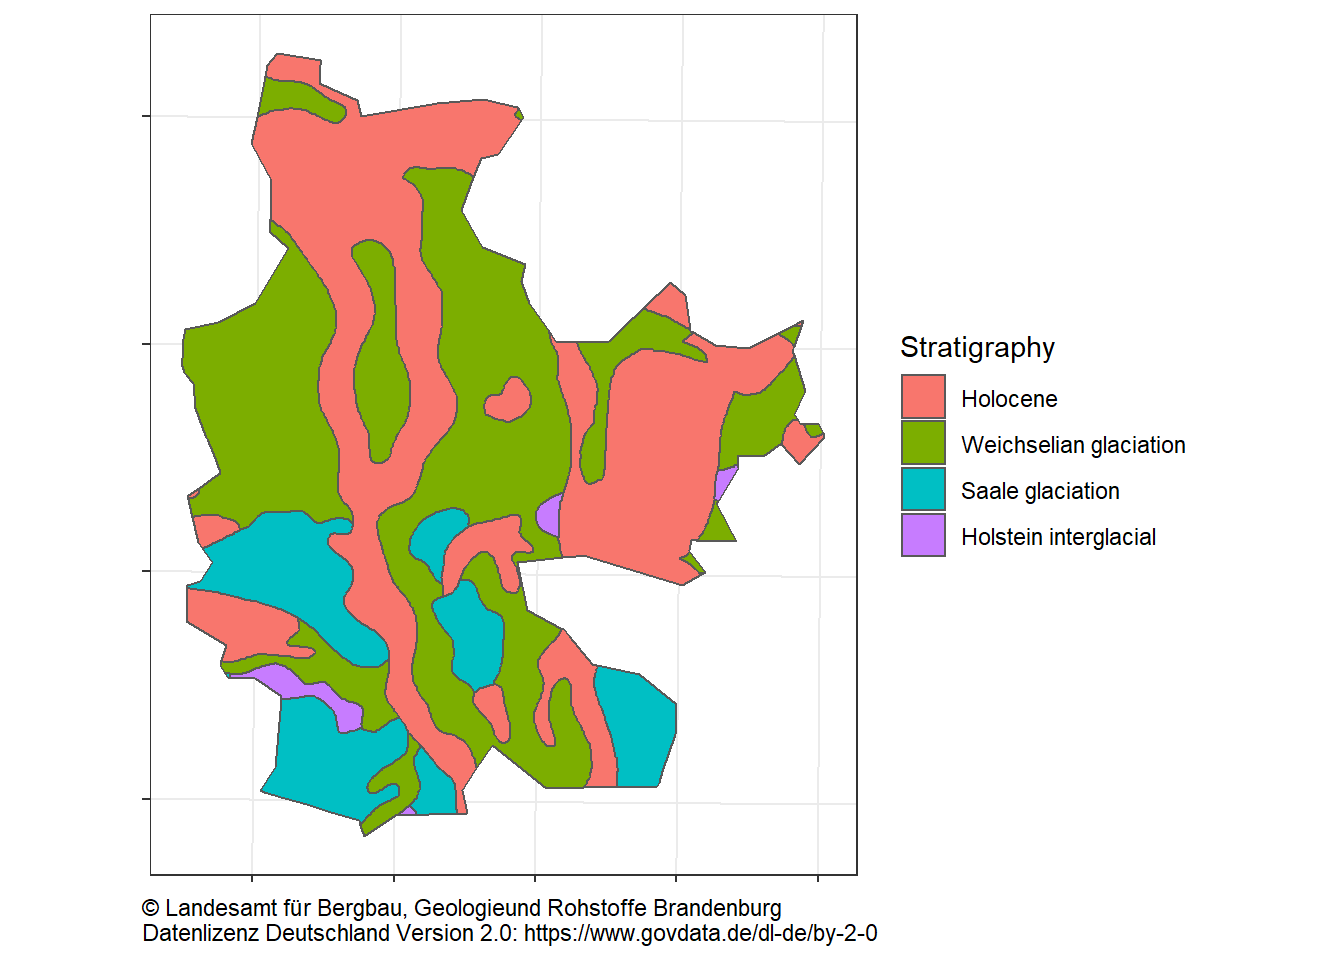 Stratigraphy
Holocene
Weichselian glaciation
Saale glaciation
Holstein interglacial
© Landesamt für Bergbau, Geologieund Rohstoffe Brandenburg
Datenlizenz Deutschland Version 2.0: https://www.govdata.de/dl-de/by-2-0